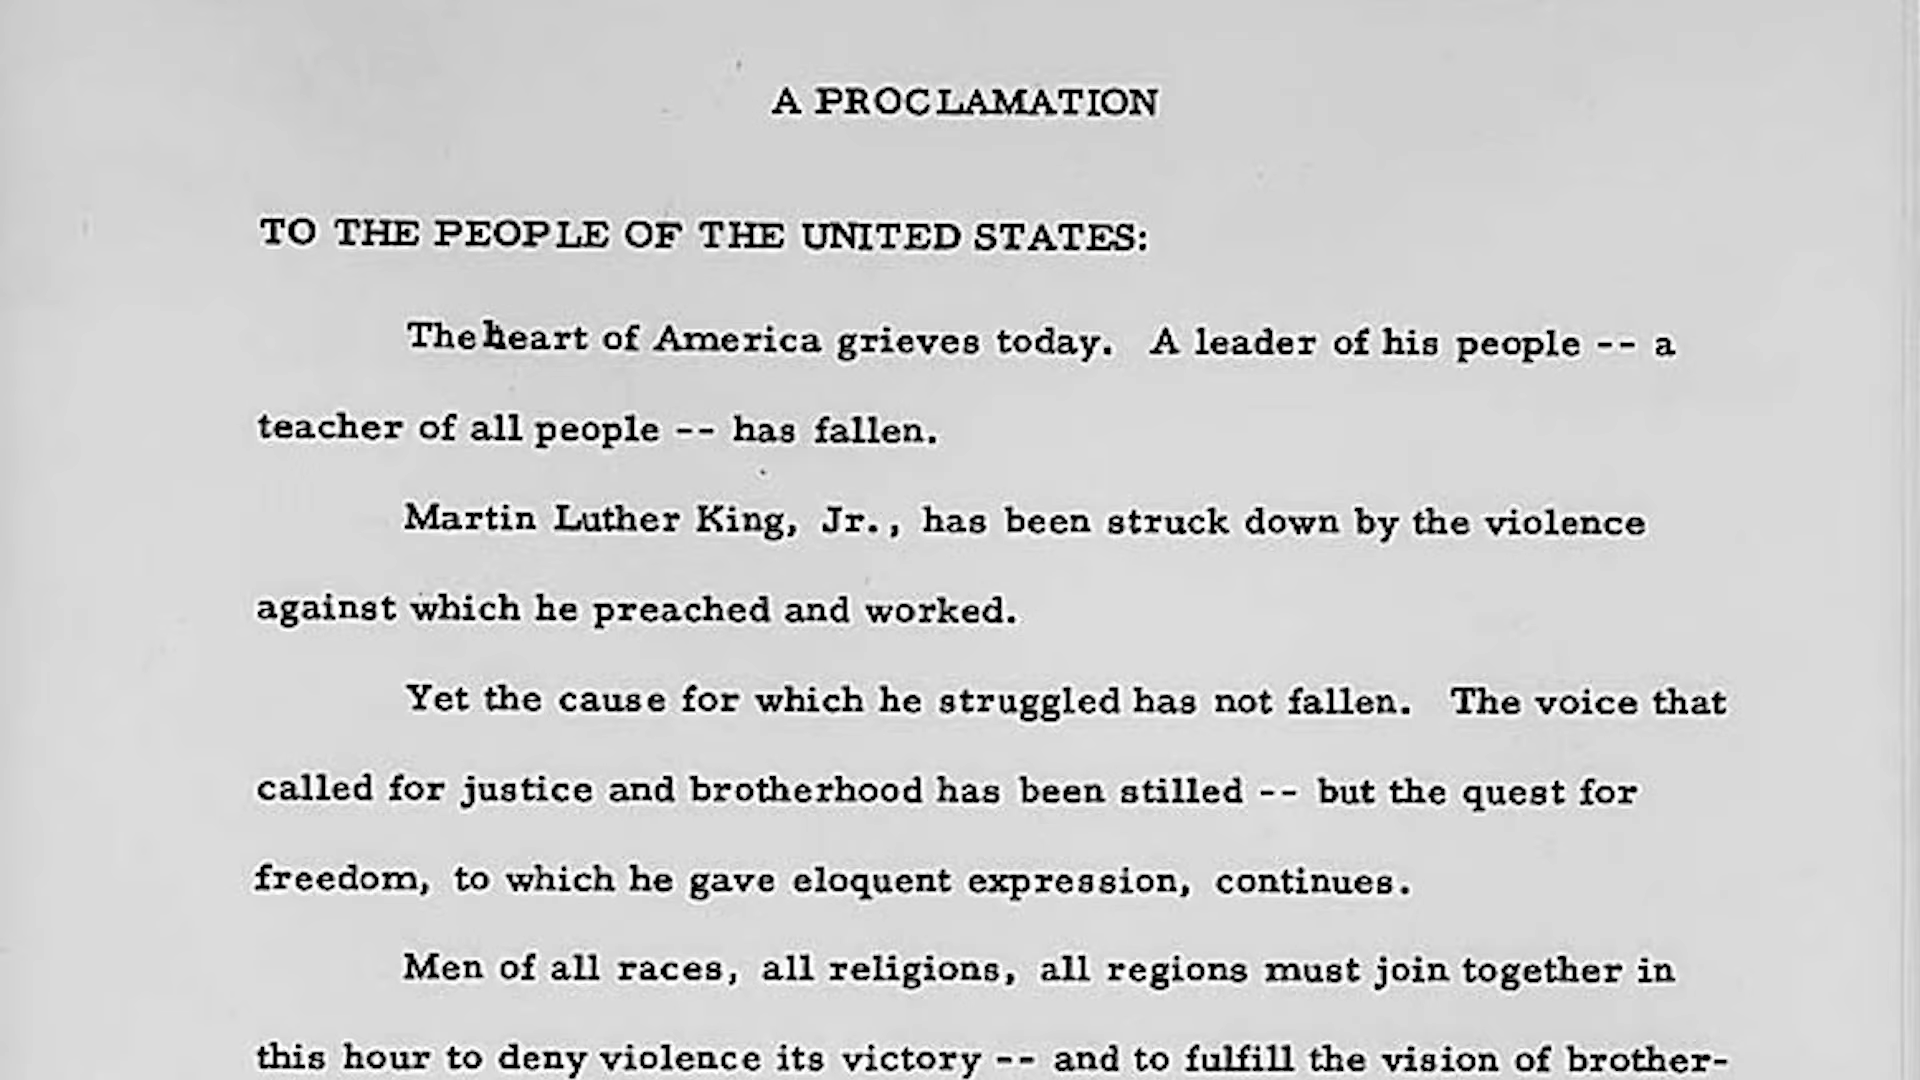 A PROCLAMATION
TO THE PEOPLE OF THE UNITED STATES:
The heart of America grieves today. A leader of his people -- a
teacher of all people -- has fallen.
Martin Luther King, Jr., has been struck down by the violence
against which he preached and worked.
Yet the cause for which he struggled has not fallen. The voice that
called for justice and brotherhood has been stilled -- but the quest for
freedom, to which he gave eloquent expression, continues.
Men of all races, all religions, all regions must join together in
this hour to deny violence its victory -- and to fulfill the vision of brother-